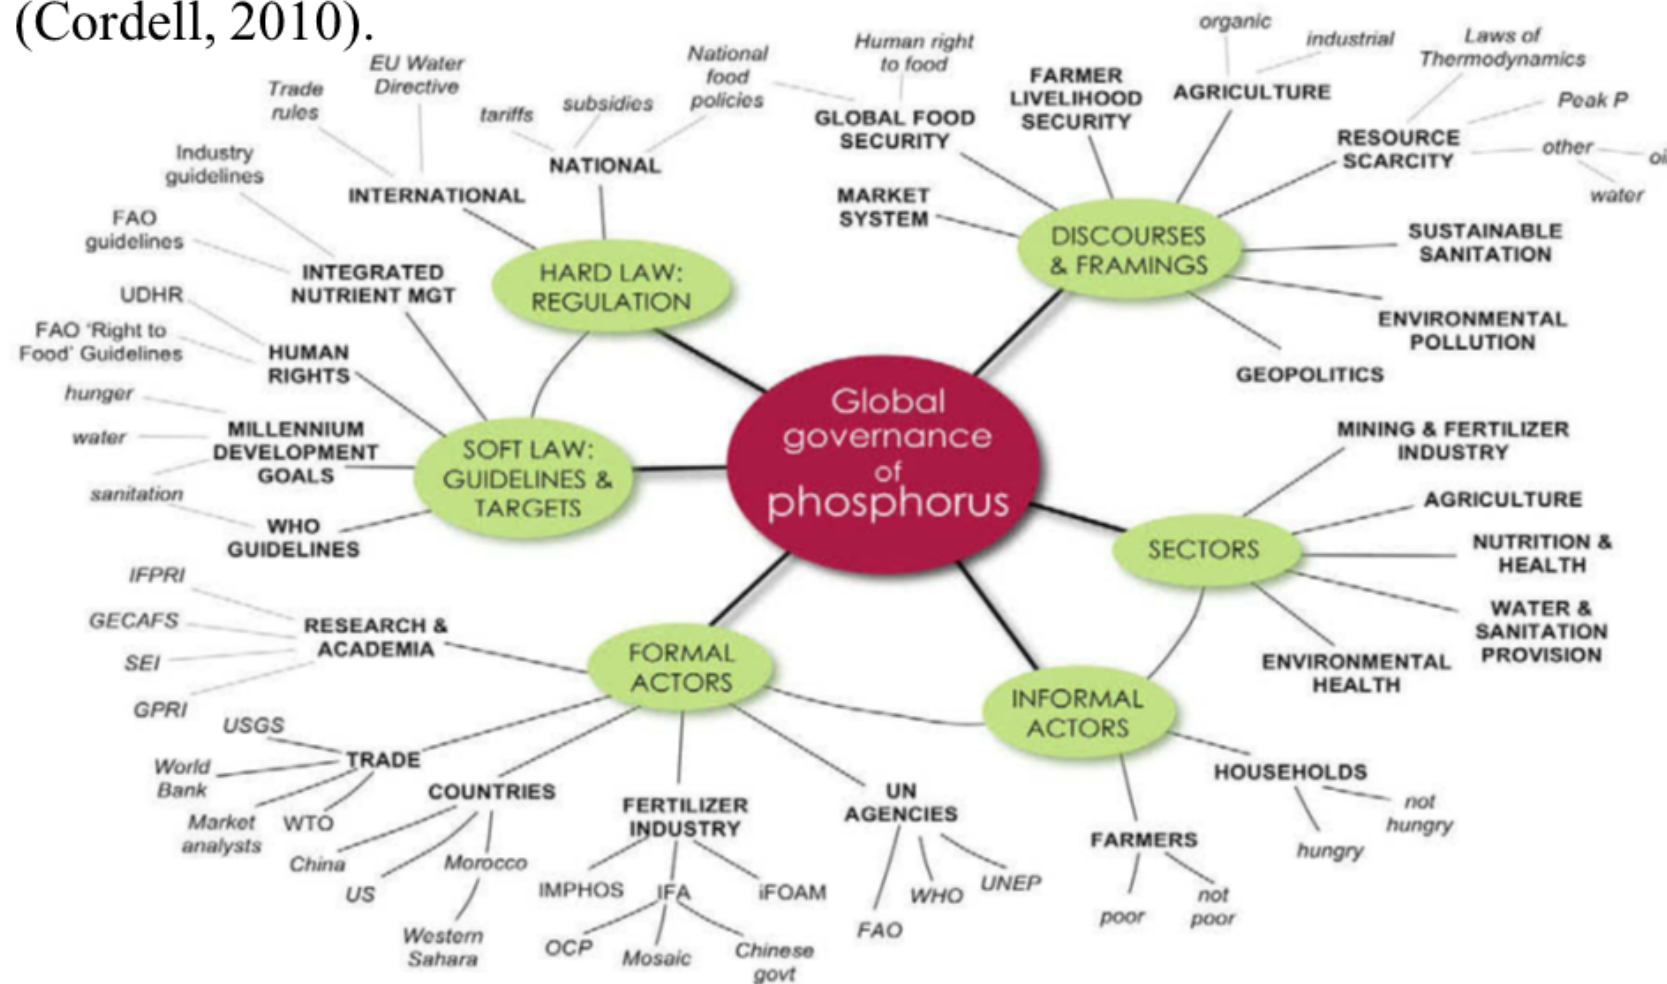 (Cordell, 2010).
Trade
rules
EU Water
Directive
tariffs
subsidies
National
food
policies
Industry
guidelines
INTERNATIONAL
NATIONAL
FAO
guidelines
INTEGRATED
NUTRIENT MGT
HARD LAW:
REGULATION
UDHR
FAO 'Right to
Food' Guidelines
HUMAN
RIGHTS
hunger
water
sanitation
MILLENNIUM
DEVELOPMENT
GOALS
WHO
GUIDELINES
SOFT LAW:
GUIDELINES &
TARGETS
Human right
to food
GLOBAL FOOD
SECURITY
FARMER
LIVELIHOOD
SECURITY
organic
industrial
AGRICULTURE
Laws of
Thermodynamics
Peak P
RESOURCE
SCARCITY
other
water
MARKET
SYSTEM
DISCOURSES
& FRAMINGS
SUSTAINABLE
SANITATION
ENVIRONMENTAL
POLLUTION
GEOPOLITICS
Global
governance
of
phosphorus
MINING & FERTILIZER
INDUSTRY
AGRICULTURE
SECTORS
NUTRITION &
HEALTH
WATER &
SANITATION
PROVISION
ENVIRONMENTAL
HEALTH
IFPRI
GECAFS
SEI
GPRI
RESEARCH &
ACADEMIA
FORMAL
ACTORS
USGS
World
Bank
Market
analysts
WTO
TRADE
COUNTRIES
China
US
Morocco
Western
Sahara
FERTILIZER
INDUSTRY
IMPHOS
IFA
iFOAM
OCP
Mosaic
Chinese
govt
UN
AGENCIES
FAO
WHO
UNEP
INFORMAL
ACTORS
HOUSEHOLDS
not
hungry
hungry
FARMERS
poor
not
poor